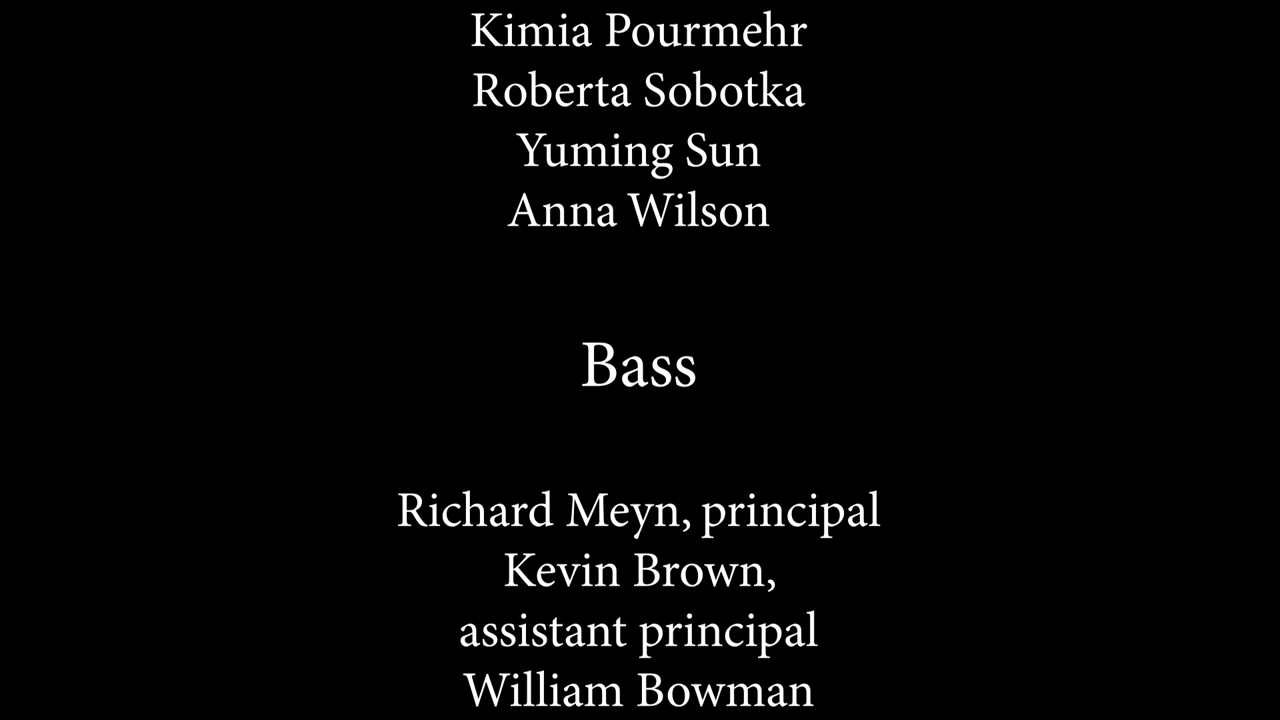 Kimia Pourmehr
Roberta Sobotka
Yuming Sun
Anna Wilson
Bass
Richard Meyn, principal
Kevin Brown,
assistant principal
William Bowman